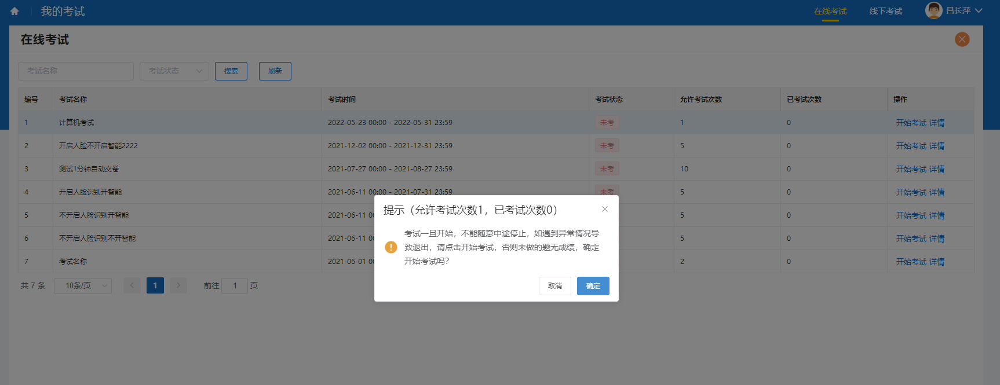 我的考试
在线考试 线下考试 吕长萍
在线考试
考试名称 考试状态 搜索 刷新
编号 考试名称 考试时间 考试状态 允许考试次数 已考试次数 操作
1 计算机考试 2022-05-23 00:00 - 2022-05-31 23:59 未考 1 0 开始考试 详情
2 开启人脸不开启智能2222 2021-12-02 00:00 - 2021-12-31 23:59 未考 5 0 开始考试 详情
3 测试1分钟自动交卷 2021-07-27 00:00 - 2021-08-27 23:59 未考 10 0 开始考试 详情
4 开启人脸识别开智能 2021-06-11 00:00 - 2021-07-31 23:59 未考 5 0 开始考试 详情
5 不开启人脸识别开智能 2021-06-11 5 0 开始考试 详情
6 不开启人脸识别不开智能 2021-06-11 5 0 开始考试 详情
7 考试名称 2021-06-01 2 0 开始考试 详情
共 7 条 10条/页 1 前往 1 页
提示（允许考试次数1，已考试次数0）
考试一旦开始，不能随意中途停止，如遇到异常情况导
致退出，请点击开始考试，否则未做的题无成绩，确定
开始考试吗？
取消 确定